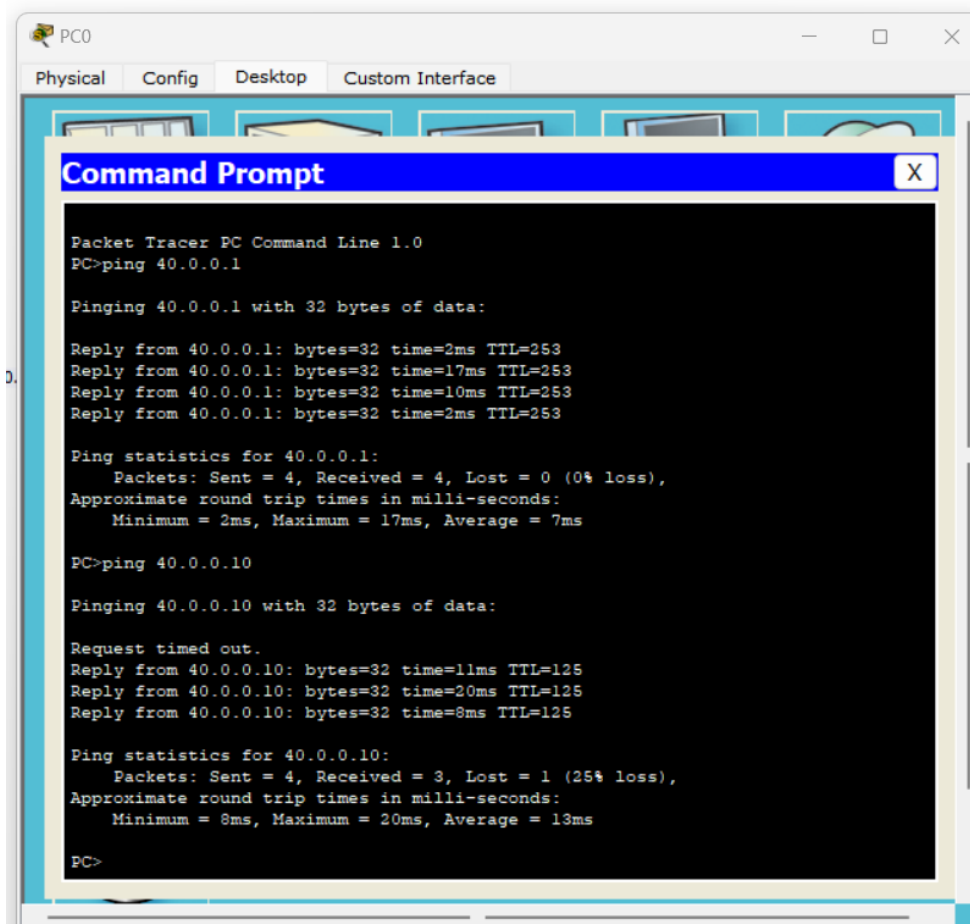 PC0
Physical Config Desktop Custom Interface
Command Prompt
X
Packet Tracer PC Command Line 1.0
PC>ping 40.0.0.1
Pinging 40.0.0.1 with 32 bytes of data:
Reply from 40.0.0.1: bytes=32 time=2ms TTL=253
Reply from 40.0.0.1: bytes=32 time=17ms TTL=253
Reply from 40.0.0.1: bytes=32 time=10ms TTL=253
Reply from 40.0.0.1: bytes=32 time=2ms TTL=253
Ping statistics for 40.0.0.1:
Packets: Sent = 4, Received = 4, Lost = 0 (0% loss),
Approximate round trip times in milli-seconds:
Minimum = 2ms, Maximum = 17ms, Average = 7ms
PC>ping 40.0.0.10
Pinging 40.0.0.10 with 32 bytes of data:
Request timed out.
Reply from 40.0.0.10: bytes=32 time=11ms TTL=125
Reply from 40.0.0.10: bytes=32 time=20ms TTL=125
Reply from 40.0.0.10: bytes=32 time=8ms TTL=125
Ping statistics for 40.0.0.10:
Packets: Sent = 4, Received = 3, Lost = 1 (25% loss),
Approximate round trip times in milli-seconds:
Minimum = 8ms, Maximum = 20ms, Average = 13ms
PC>